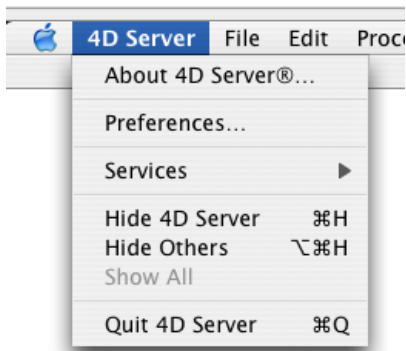 4D Server File Edit
About 4D Server®...
Preferences...
Services
Hide 4D Server ⌘H
Hide Others ⌥⌘H
Show All
Quit 4D Server ⌘Q